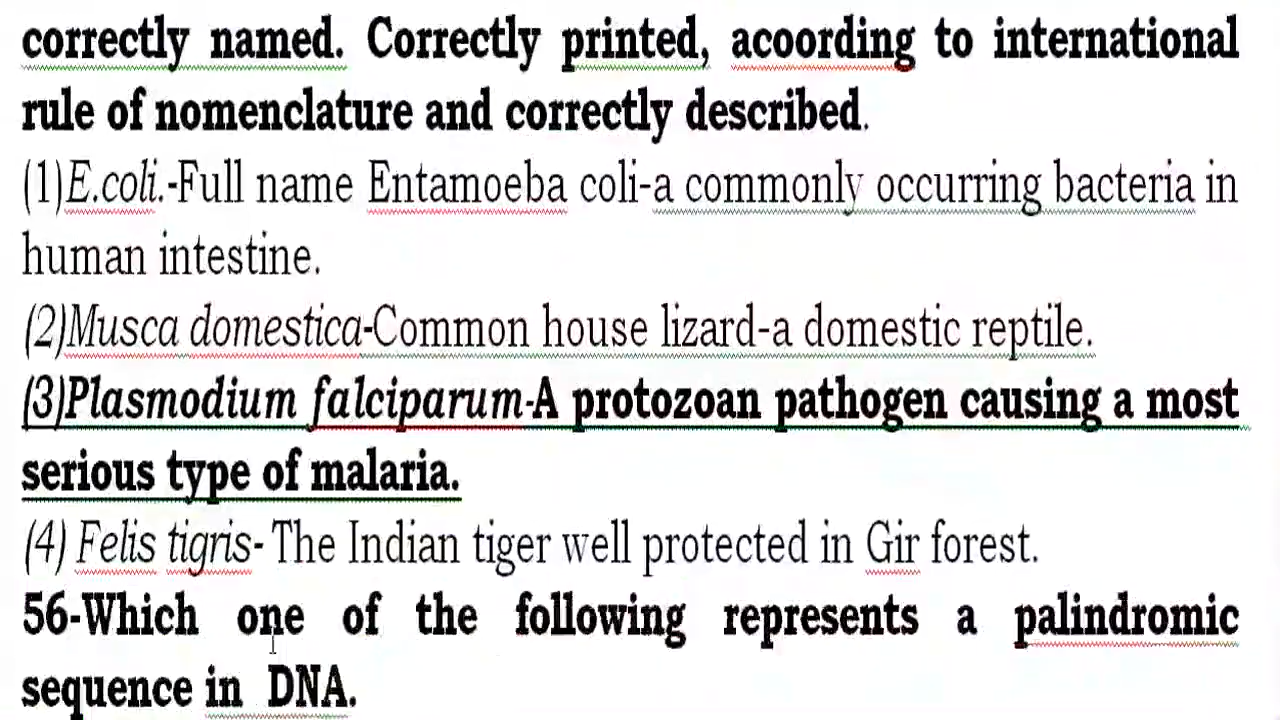 correctly named. Correctly printed, acoording to international
rule of nomenclature and correctly described.
(1)E.coli.-Full name Entamoeba coli-a commonly occurring bacteria in
human intestine.
(2)Musca domestica-Common house lizard-a domestic reptile.
(3)Plasmodium falciparum-A protozoan pathogen causing a most
serious type of malaria.
(4) Felis tigris- The Indian tiger well protected in Gir forest.
56-Which one of the following represents a palindromic
sequence in DNA.